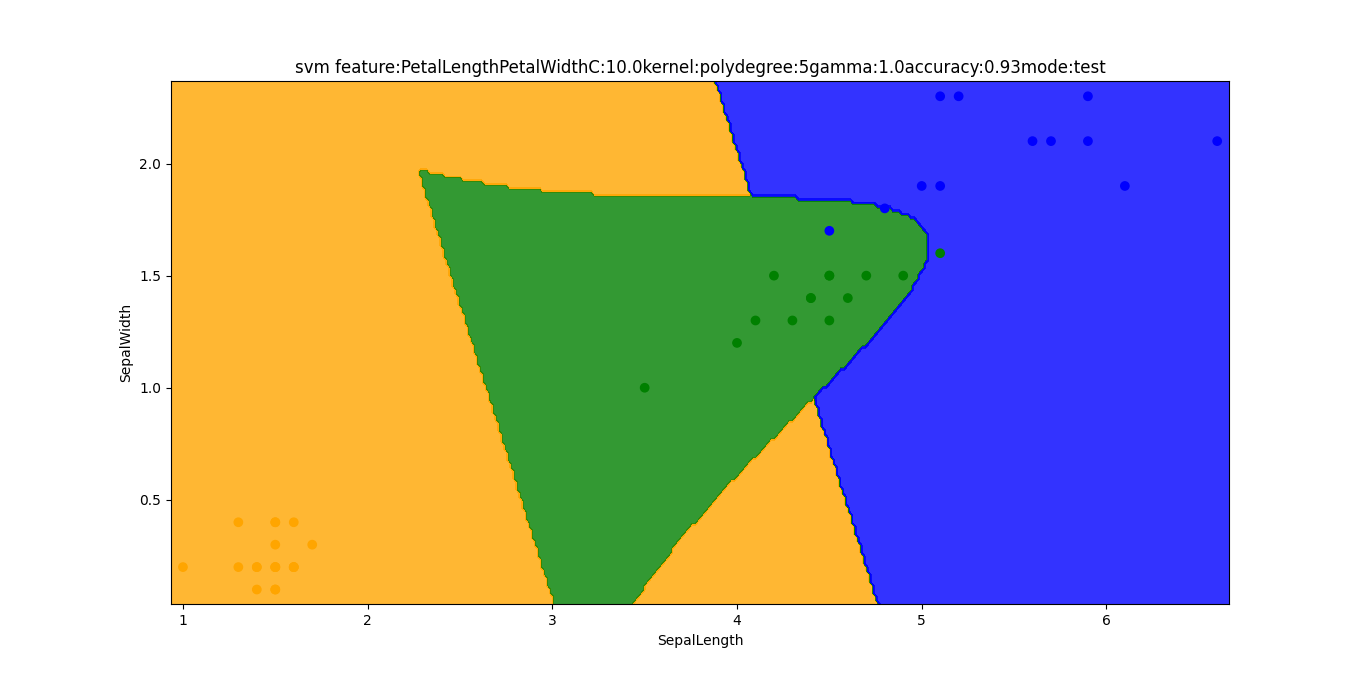 svm feature:PetalLengthPetalWidthC:10.0kernel:polydegree:5gamma:1.0accuracy:0.93mode:test
2.0
1.5
1.0
0.5
SepalWidth
1 2 3 4 5 6
SepalLength